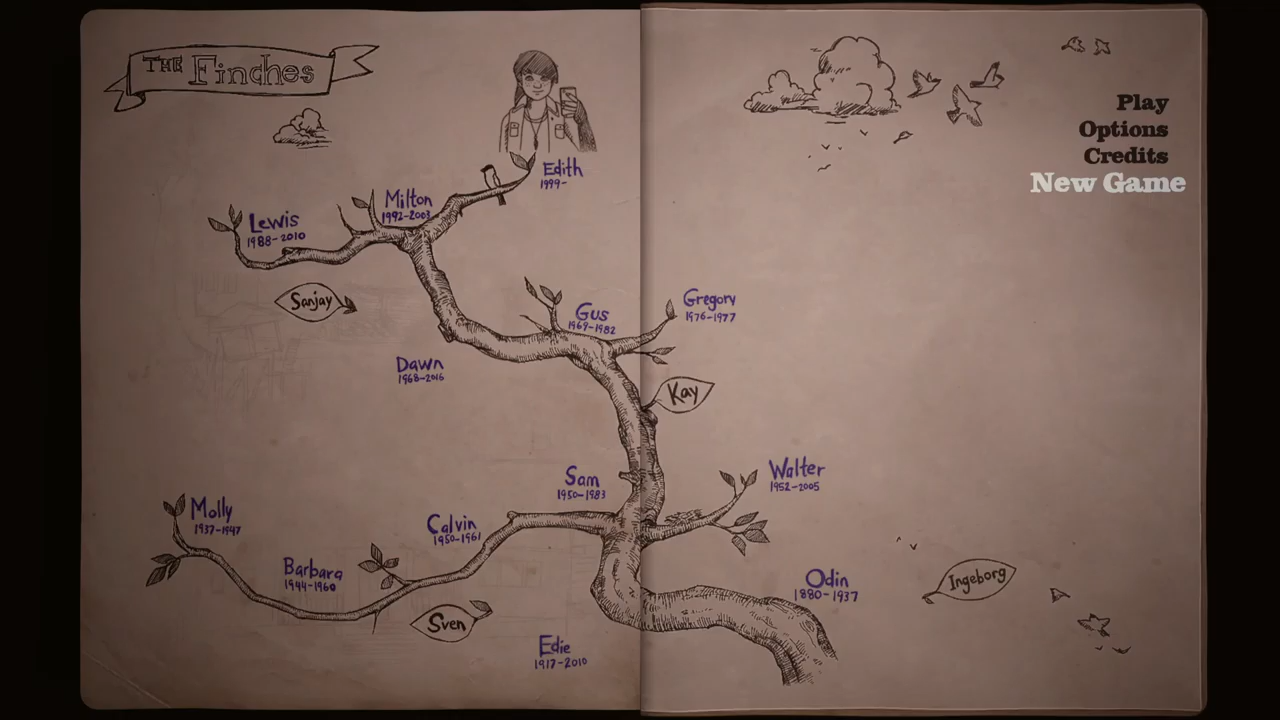 THE Finches
Play
Options
Credits
New Game
Edith
1999-
Milton
1992-2003
Lewis
1988-2010
Sanjay
Gus
1969-1982
Gregory
1976-1977
Dawn
1968-2016
Kay
Sam
1950-1983
Walter
1952-2005
Molly
1937-1947
Calvin
1950-1961
Barbara
1944-1960
Odin
1880-1937
Ingeborg
Sven
Edie
1917-2010